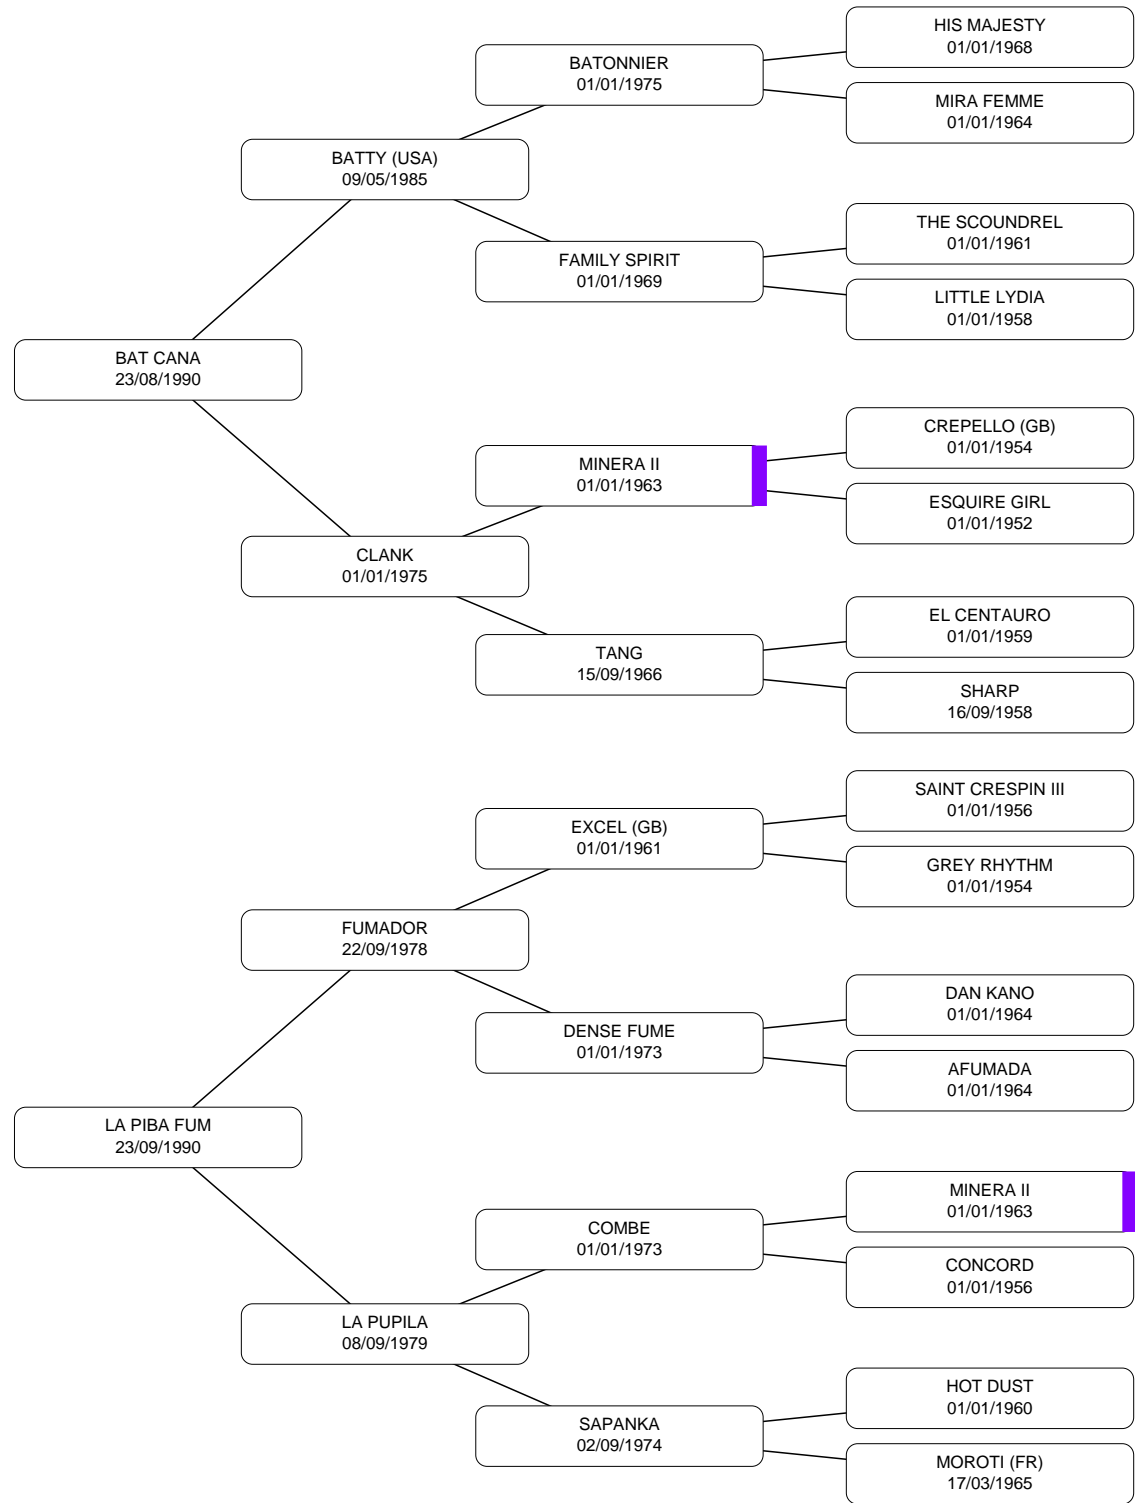 HIS MAJESTY
01/01/1968
BATONNIER
01/01/1975
MIRA FEMME
01/01/1964
BATTY (USA)
09/05/1985
THE SCOUNDREL
01/01/1961
FAMILY SPIRIT
01/01/1969
LITTLE LYDIA
01/01/1958
BAT CANA
23/08/1990
CREPELLO (GB)
01/01/1954
MINERA II
01/01/1963
ESQUIRE GIRL
01/01/1952
CLANK
01/01/1975
EL CENTAURO
01/01/1959
TANG
15/09/1966
SHARP
16/09/1958
SAINT CRESPIN III
01/01/1956
EXCEL (GB)
01/01/1961
GREY RHYTHM
01/01/1954
FUMADOR
22/09/1978
DAN KANO
01/01/1964
DENSE FUME
01/01/1973
AFUMADA
01/01/1964
LA PIBA FUM
23/09/1990
MINERA II
01/01/1963
COMBE
01/01/1973
CONCORD
01/01/1956
LA PUPILA
08/09/1979
HOT DUST
01/01/1960
SAPANKA
02/09/1974
MOROTI (FR)
17/03/1965